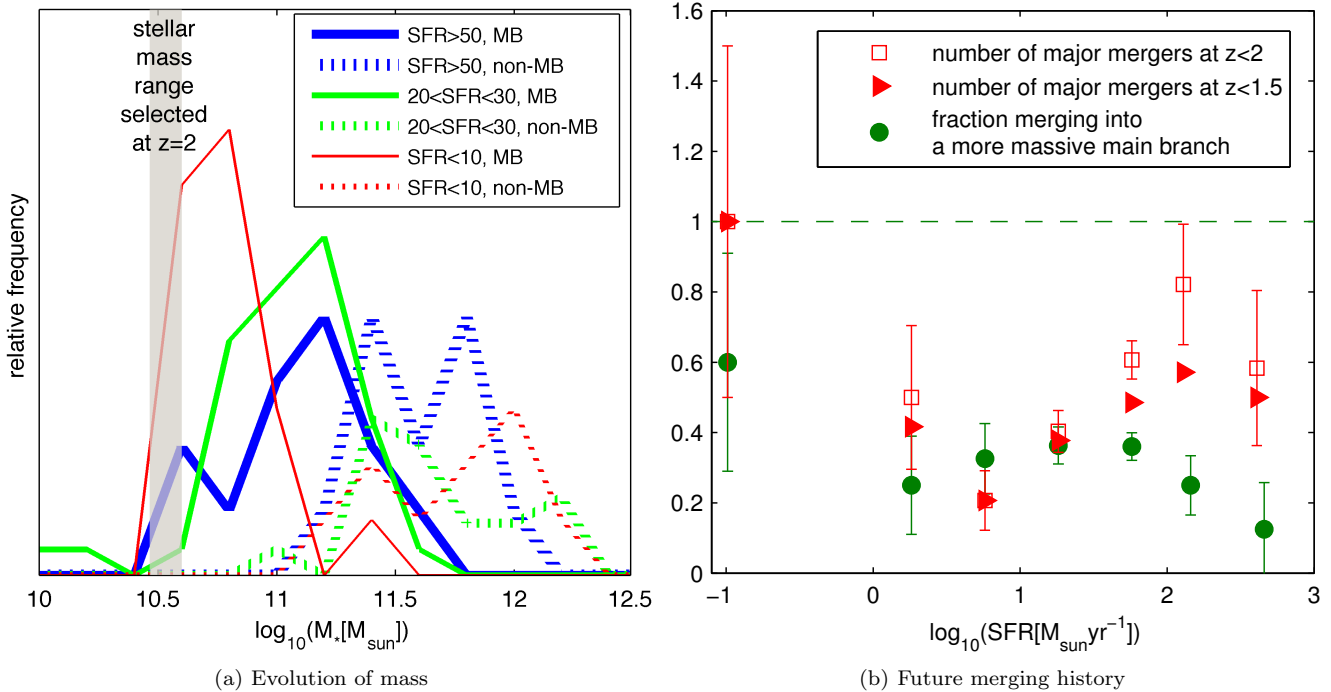 stellar
mass
range
selected
at z=2
SFR>50, MB
SFR>50, non-MB
20<SFR<30, MB
20<SFR<30, non-MB
SFR<10, MB
SFR<10, non-MB
relative frequency
10 10.5 11 11.5 12 12.5
log10(M*[Msun])
(a) Evolution of mass
1.6
1.4
1.2
1
0.8
0.6
0.4
0.2
0
number of major mergers at z<2
number of major mergers at z<1.5
fraction merging into
a more massive main branch
−1 0 1 2 3
log10(SFR[Msunyr−1])
(b) Future merging history